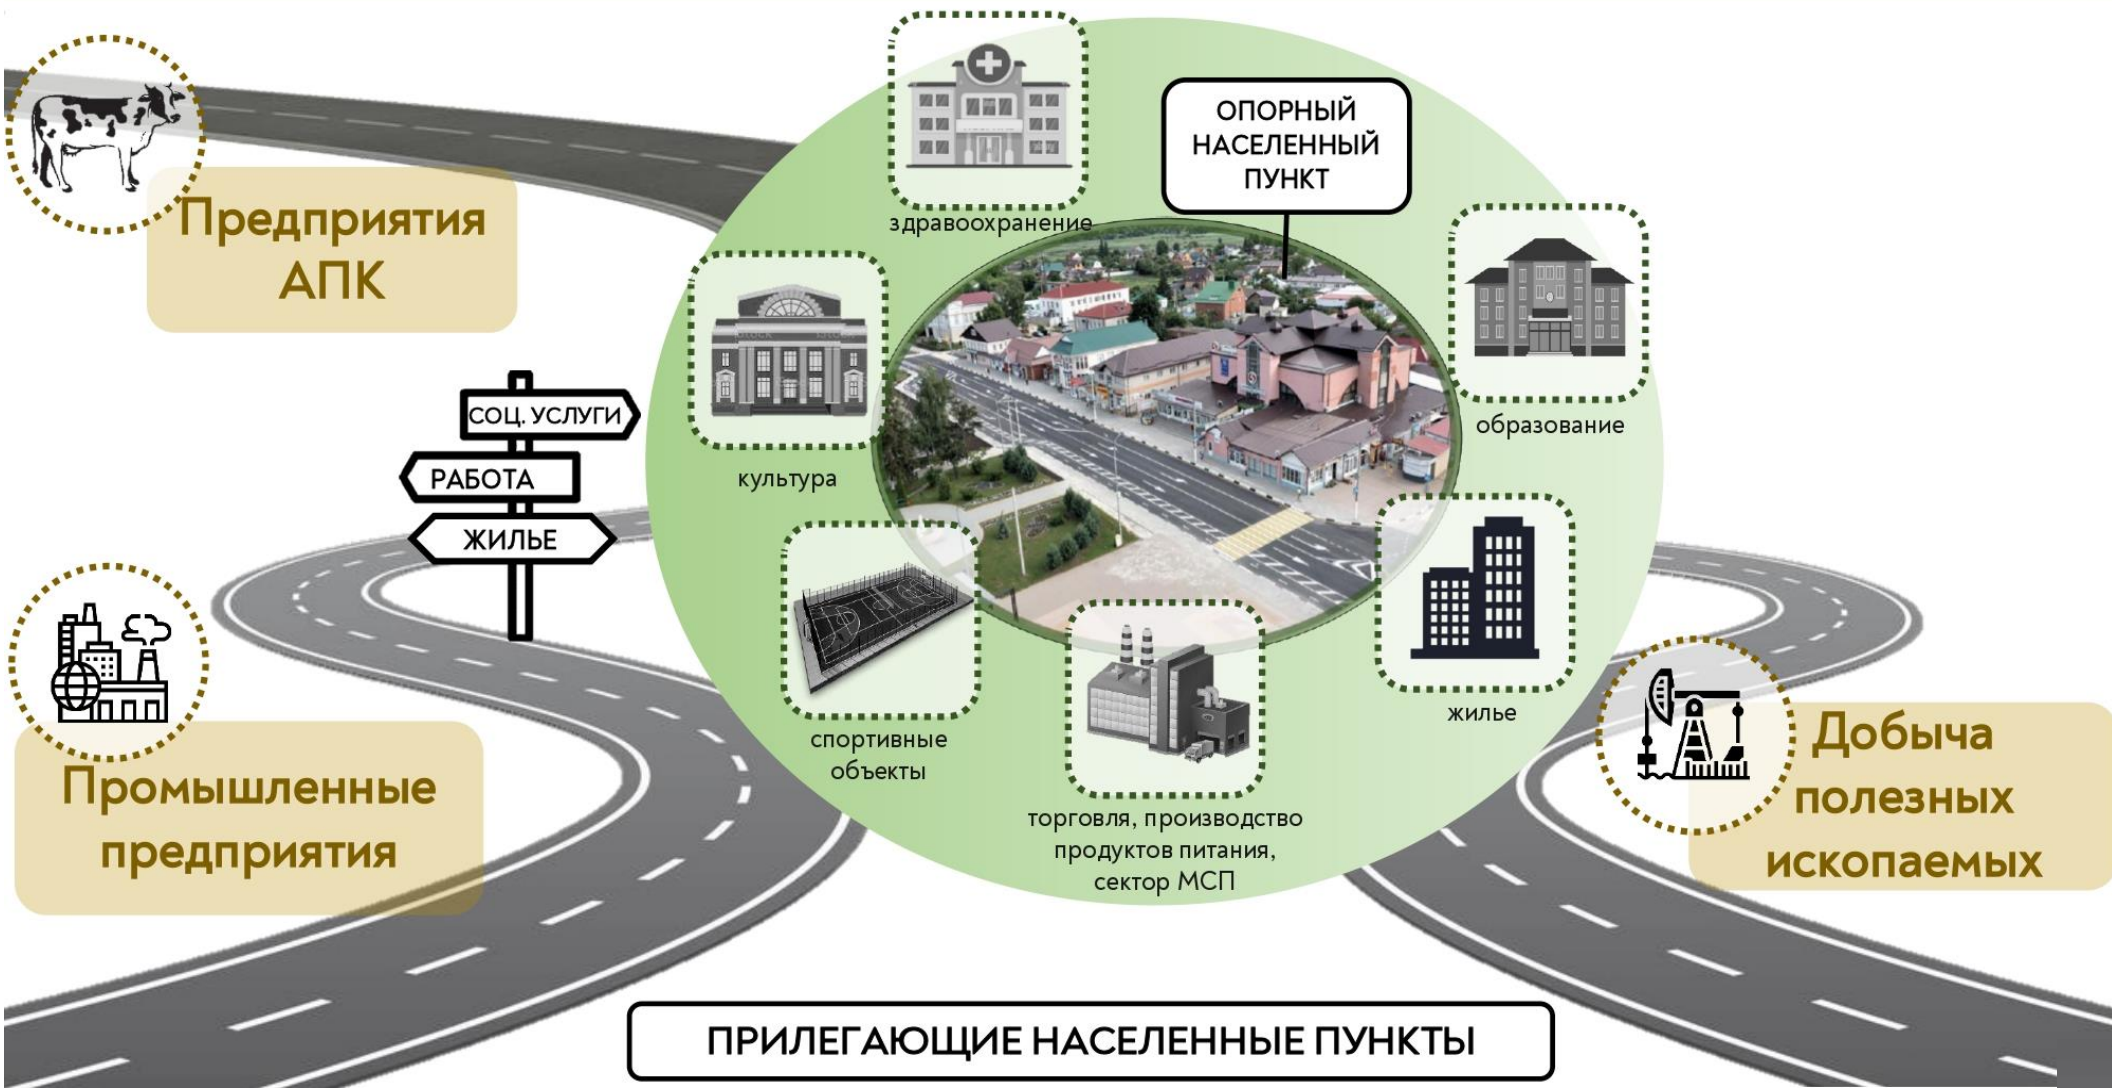 ОПОРНЫЙ
НАСЕЛЕННЫЙ
ПУНКТ
здравоохранение
Предприятия
АПК
образование
культура
СОЦ. УСЛУГИ
РАБОТА
ЖИЛЬЕ
жилье
спортивные
объекты
Промышленные
предприятия
Добыча
полезных
ископаемых
торговля, производство
продуктов питания,
сектор МСП
ПРИЛЕГАЮЩИЕ НАСЕЛЕННЫЕ ПУНКТЫ